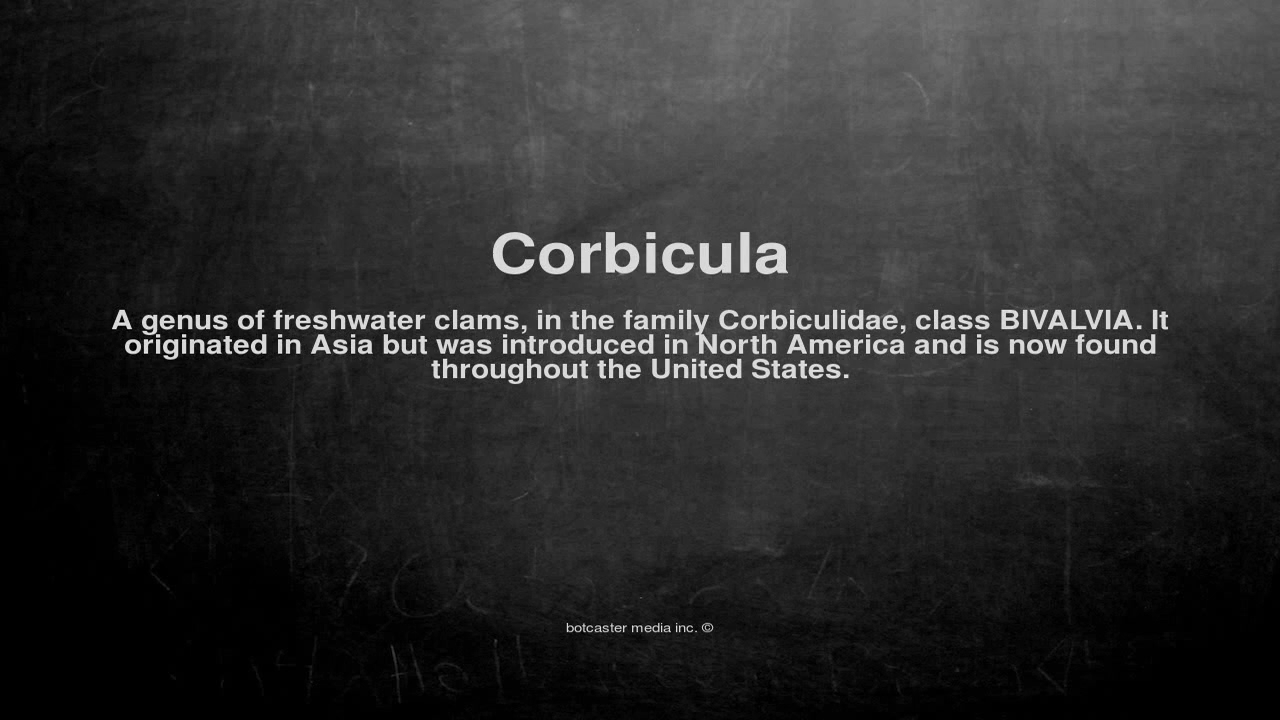 Corbicula
A genus of freshwater clams, in the family Corbiculidae, class BIVALVIA. It
originated in Asia but was introduced in North America and is now found
throughout the United States.
botcaster media inc. ©